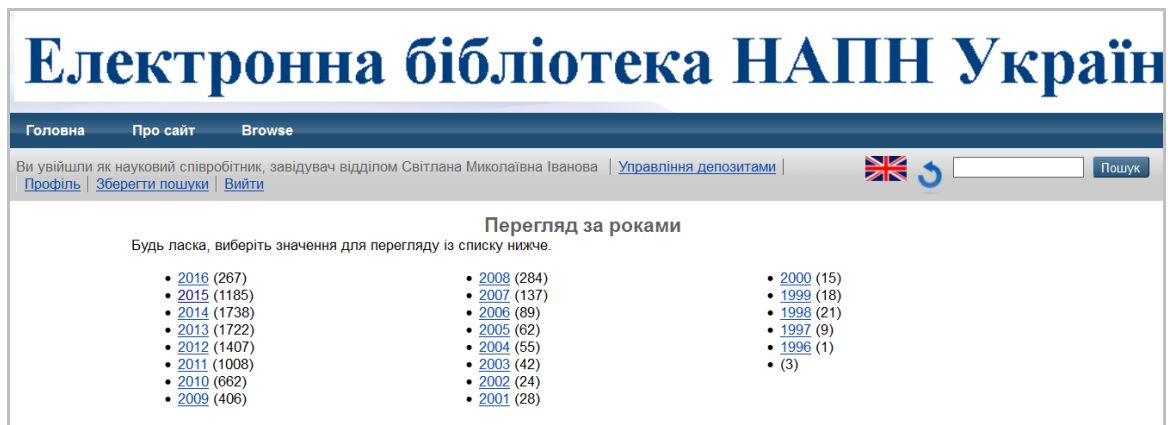 Електронна бібліотека НАПН Україн
Головна Про сайт Browse
Ви увійшли як науковий співробітник, завідувач відділом Світлана Миколаївна Іванова | Управління депозитами |
| Профіль | Зберегти пошуки | Вийти
Пошук
Перегляд за роками
Будь ласка, виберіть значення для перегляду із списку нижче.
• 2016 (267)
• 2015 (1185)
• 2014 (1738)
• 2013 (1722)
• 2012 (1407)
• 2011 (1008)
• 2010 (662)
• 2009 (406)
• 2008 (284)
• 2007 (137)
• 2006 (89)
• 2005 (62)
• 2004 (55)
• 2003 (42)
• 2002 (24)
• 2001 (28)
• 2000 (15)
• 1999 (18)
• 1998 (21)
• 1997 (9)
• 1996 (1)
• (3)